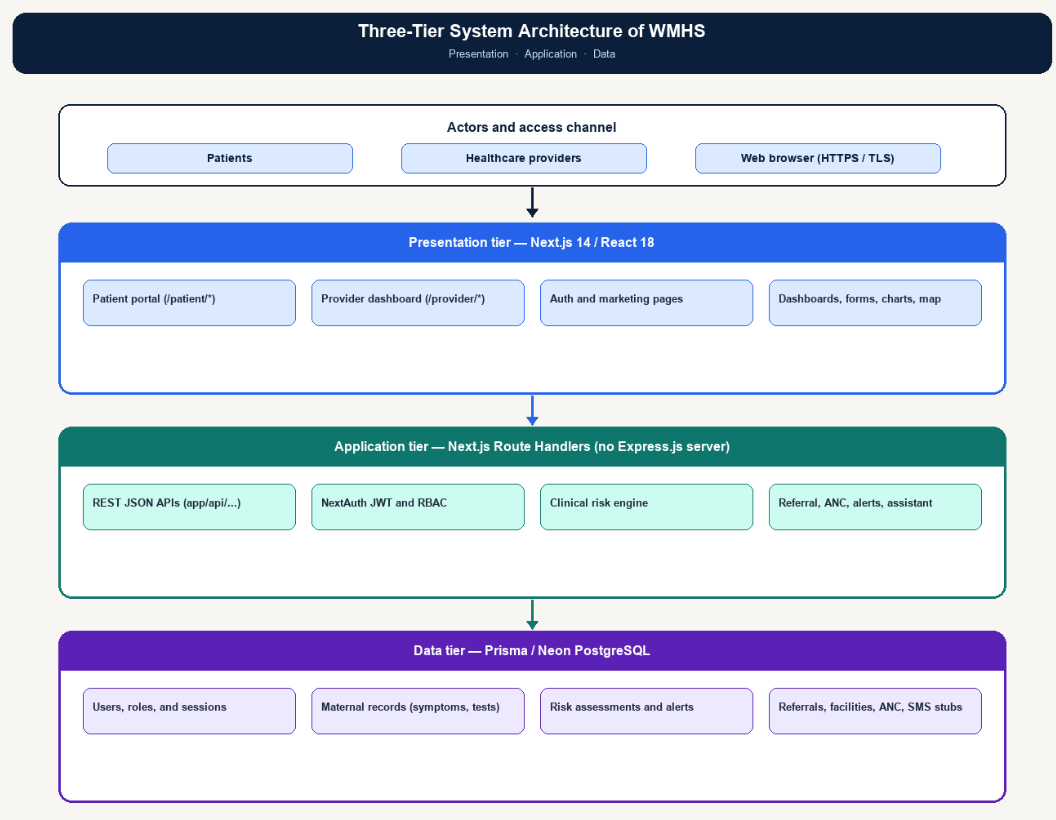 Three-Tier System Architecture of WMHS
Presentation · Application · Data
Actors and access channel
Patients
Healthcare providers
Web browser (HTTPS / TLS)
Presentation tier — Next.js 14 / React 18
Patient portal (/patient/*)
Provider dashboard (/provider/*)
Auth and marketing pages
Dashboards, forms, charts, map
Application tier — Next.js Route Handlers (no Express.js server)
REST JSON APIs (app/api/...)
NextAuth JWT and RBAC
Clinical risk engine
Referral, ANC, alerts, assistant
Data tier — Prisma / Neon PostgreSQL
Users, roles, and sessions
Maternal records (symptoms, tests)
Risk assessments and alerts
Referrals, facilities, ANC, SMS stubs